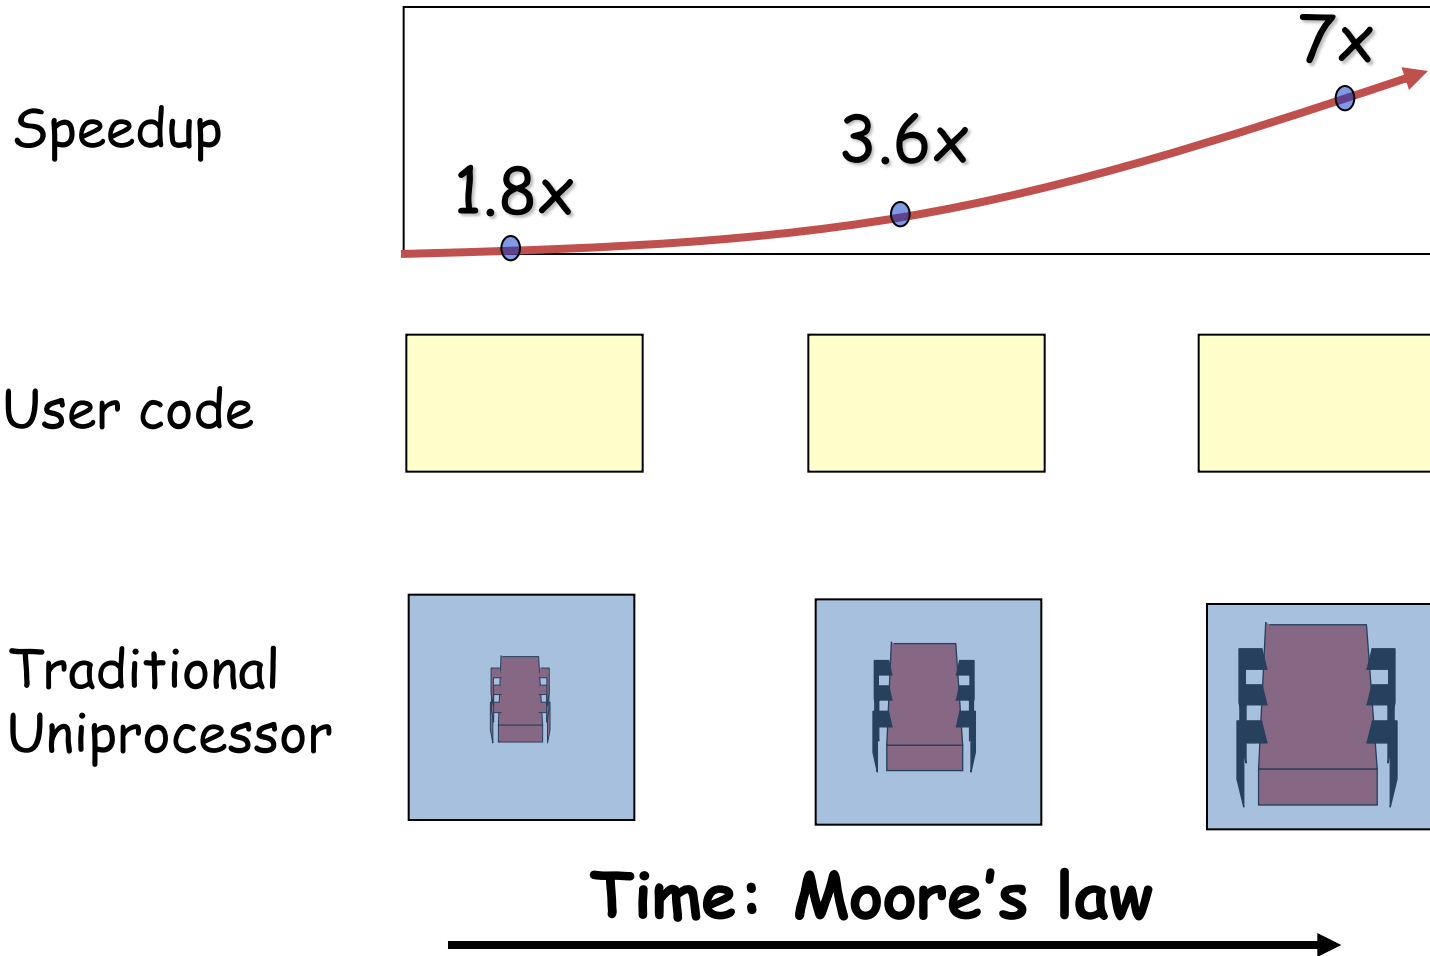 Speedup
1.8x
3.6x
7x
User code
Traditional
Uniprocessor
Time: Moore’s law